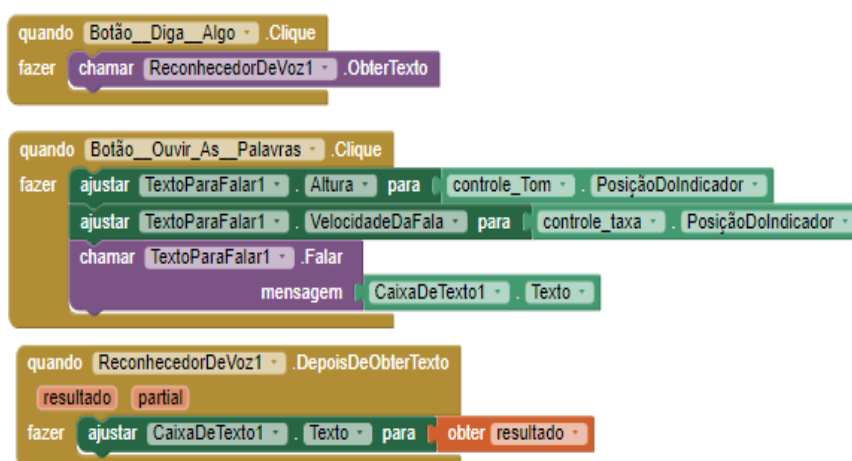 quando Botão__Diga__Algo .Clique
fazer chamar ReconhecedorDeVoz1 .ObterTexto
quando Botão__Ouvir_As__Palavras .Clique
fazer ajustar TextoParaFalar1 . Altura para controle_Tom . PosiçãoDoIndicador
ajustar TextoParaFalar1 . VelocidadeDaFala para controle_taxa . PosiçãoDoIndicador
chamar TextoParaFalar1 .Falar
mensagem CaixaDeTexto1 . Texto
quando ReconhecedorDeVoz1 .DepoisDeObterTexto
resultado partial
fazer ajustar CaixaDeTexto1 . Texto para obter resultado